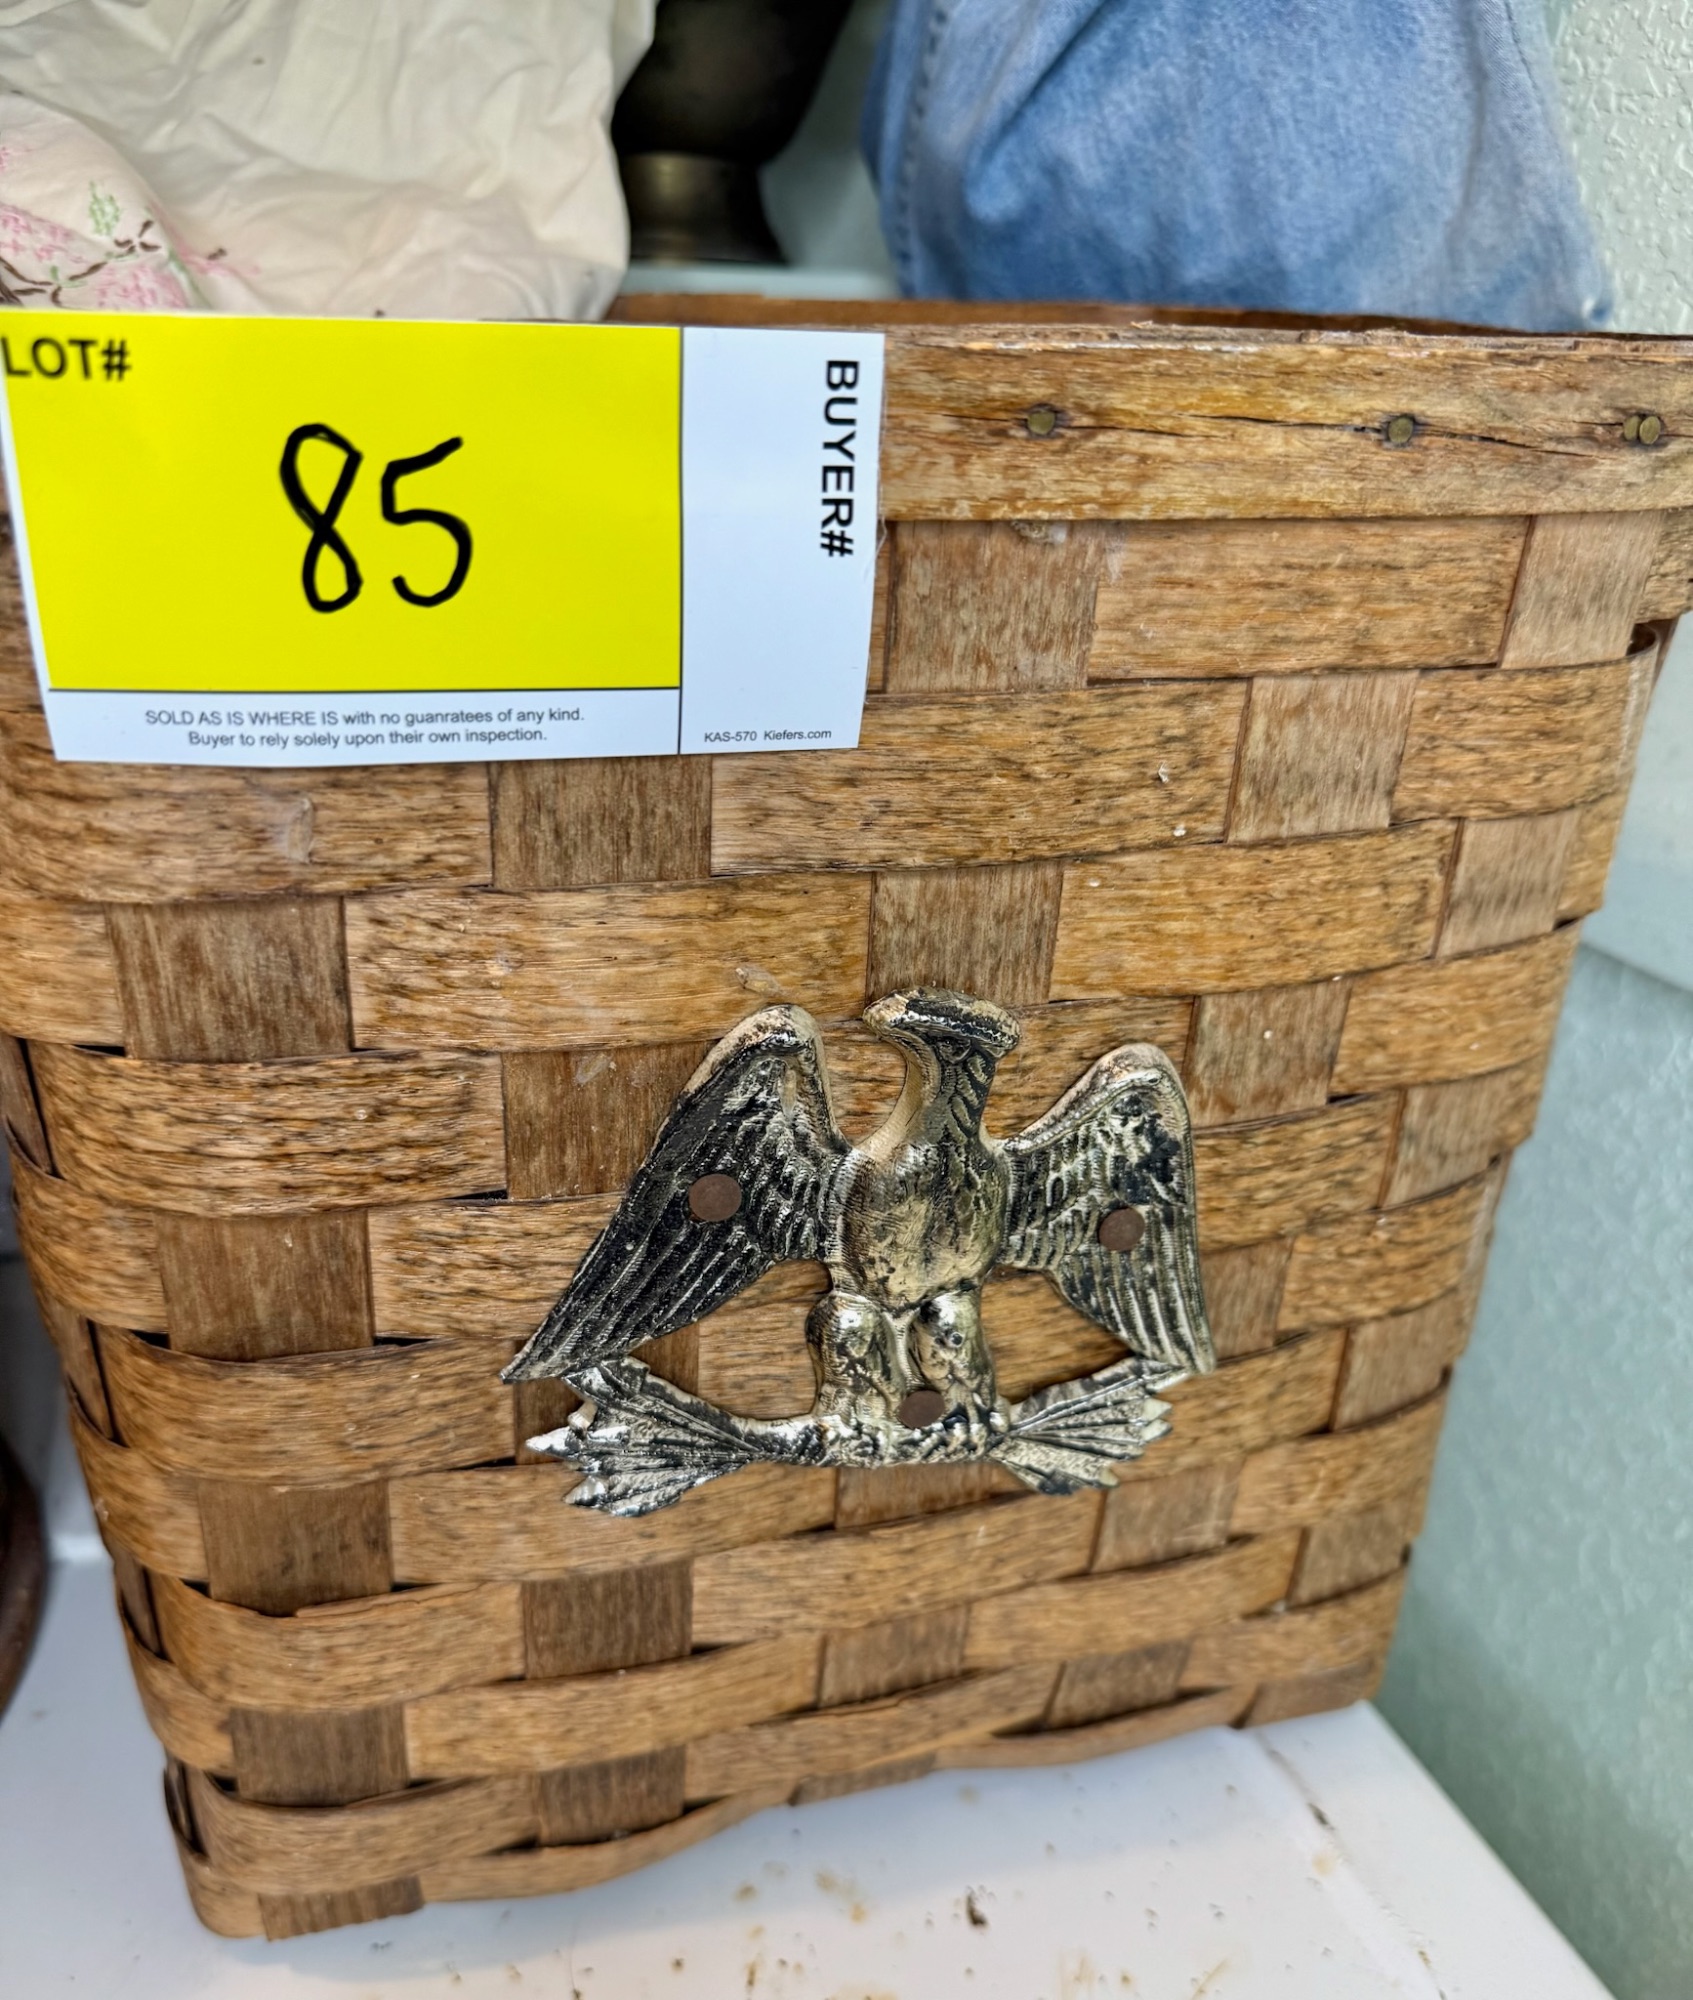 LOT#
85
SOLD AS IS WHERE IS with no guanratees of any kind.
Buyer to rely solely upon their own inspection.
BUYER#
KAS-570 Kiefers.com